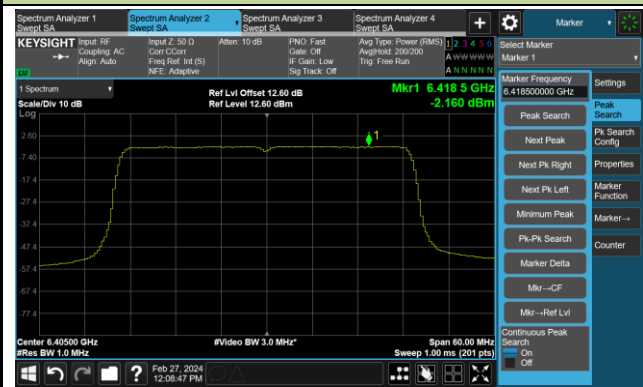 Spectrum Analyzer 1
Swept SA
Spectrum Analyzer 2
Swept SA
Spectrum Analyzer 3
Swept SA
Spectrum Analyzer 4
Swept SA
+
Marker
KEYSIGHT
Input: RF
Coupling: AC
Align: Auto
Input Z: 50 Ω
Corr CCorr
Freq Ref: Int (S)
NFE: Adaptive
Atten: 10 dB
PNO: Fast
Gate: Off
IF Gain: Low
Sig Track: Off
Avg Type: Power (RMS)
Avg|Hold: 200/200
Trig: Free Run
1 2 3 4 5 6
A W W W W W
A N N N N N
Select Marker
Marker 1
1 Spectrum
Scale/Div 10 dB
Log
Ref Lvl Offset 12.60 dB
Ref Level 12.60 dBm
Mkr1 6.418 5 GHz
-2.160 dBm
1
2.60
-7.40
-17.4
-27.4
-37.4
-47.4
-57.4
-67.4
-77.4
Center 6.40500 GHz
#Res BW 1.0 MHz
#Video BW 3.0 MHz*
Span 60.00 MHz
Sweep 1.00 ms (201 pts)
Marker Frequency
6.418500000 GHz
Peak Search
Next Peak
Next Pk Right
Next Pk Left
Minimum Peak
Pk-Pk Search
Marker Delta
Mkr→CF
Mkr→Ref Lvl
Continuous Peak
Search
On
Off
Settings
Peak
Search
Pk Search
Config
Properties
Marker
Function
Marker→
Counter
?
Feb 27, 2024
12:08:47 PM